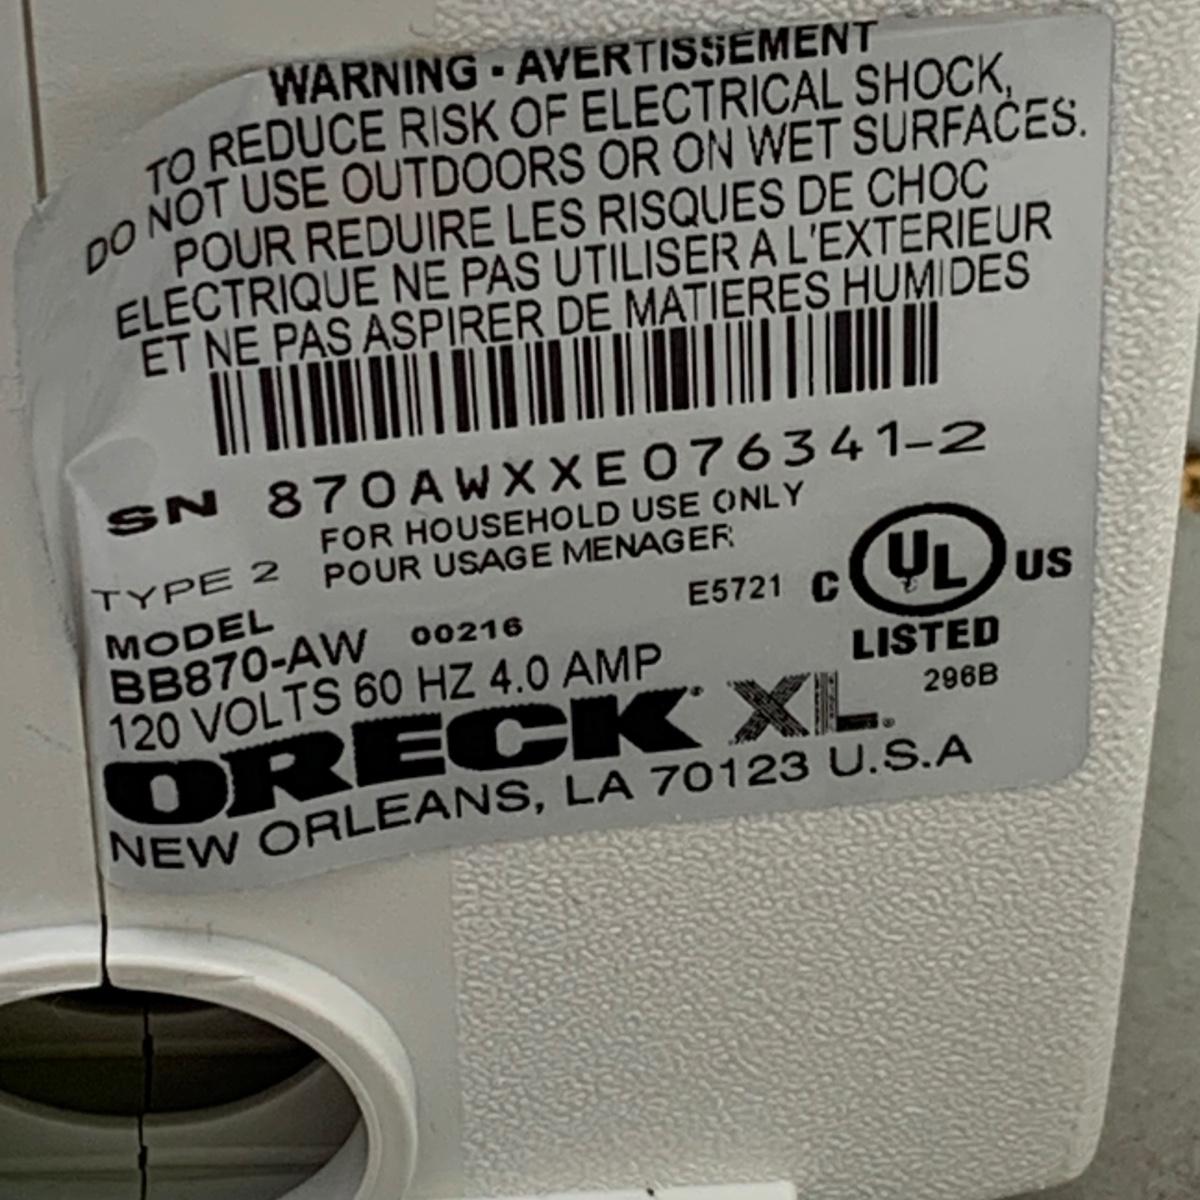 WARNING - AVERTISSEMENT
TO REDUCE RISK OF ELECTRICAL SHOCK,
DO NOT USE OUTDOORS OR ON WET SURFACES.
POUR REDUIRE LES RISQUES DE CHOC
ELECTRIQUE NE PAS UTILISER A L'EXTERIEUR
ET NE PAS ASPIRER DE MATIERES HUMIDES
SN 870AWXXE076341-2
FOR HOUSEHOLD USE ONLY
TYPE 2 POUR USAGE MENAGER
E5721 C UL US
LISTED
296B
MODEL
BB870-AW 00216
120 VOLTS 60 HZ 4.0 AMP
ORECK XL
NEW ORLEANS, LA 70123 U.S.A